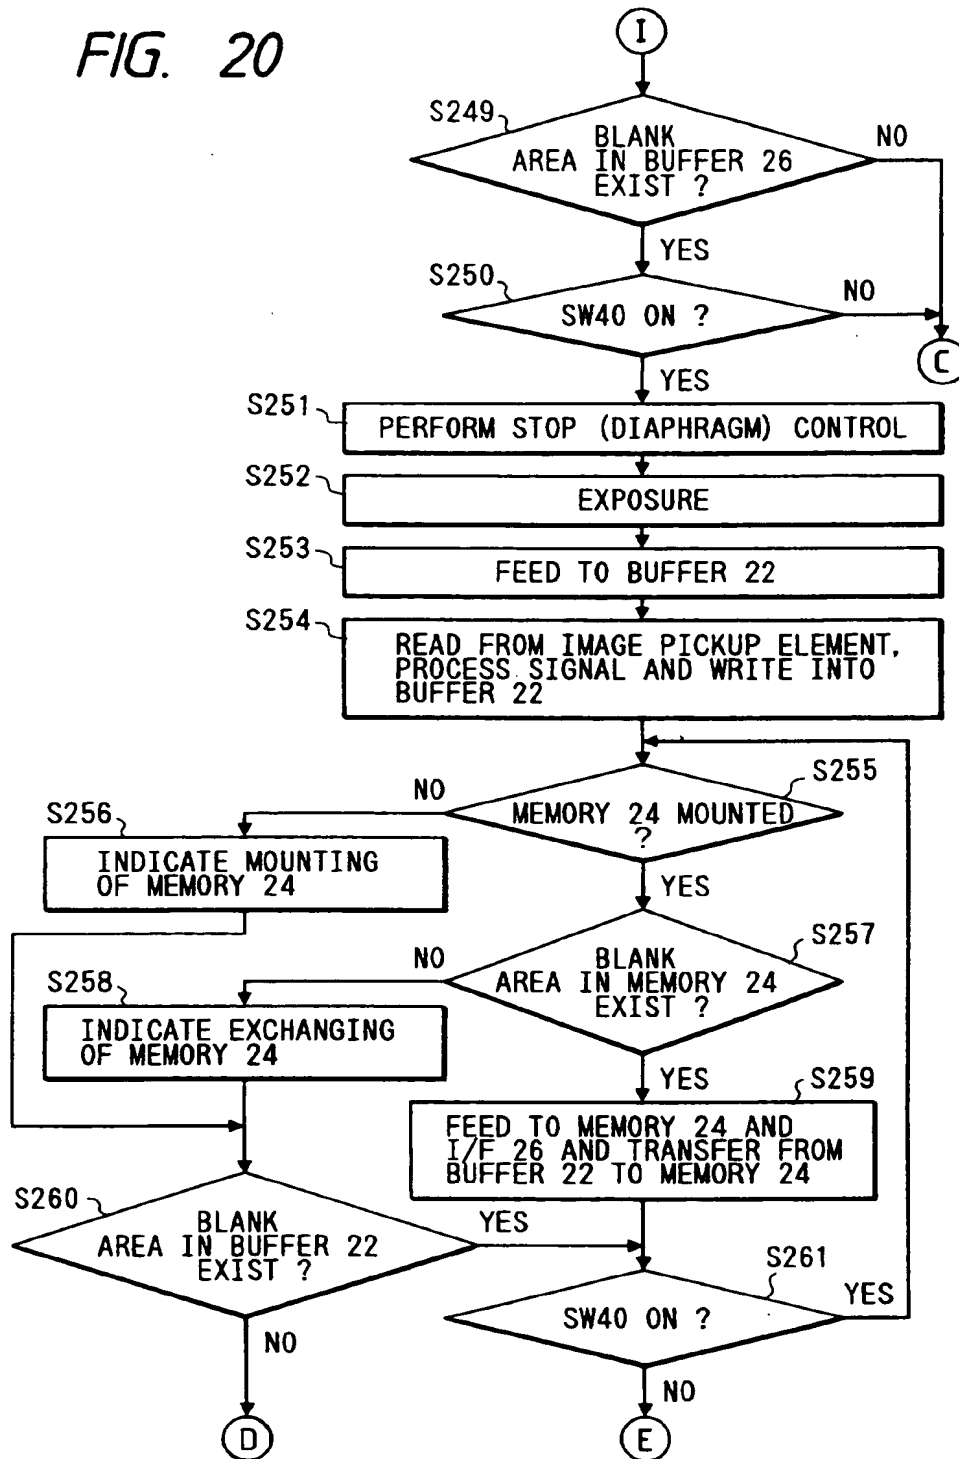 FIG. 20
I
S249
BLANK
AREA IN BUFFER 26
EXIST ?
NO
YES
S250
SW40 ON ?
NO
C
YES
S251
PERFORM STOP (DIAPHRAGM) CONTROL
S252
EXPOSURE
S253
FEED TO BUFFER 22
S254
READ FROM IMAGE PICKUP ELEMENT,
PROCESS SIGNAL AND WRITE INTO
BUFFER 22
S255
MEMORY 24 MOUNTED
?
NO
S256
INDICATE MOUNTING
OF MEMORY 24
YES
S257
BLANK
AREA IN MEMORY 24
EXIST ?
NO
S258
INDICATE EXCHANGING
OF MEMORY 24
YES
S259
FEED TO MEMORY 24 AND
I/F 26 AND TRANSFER FROM
BUFFER 22 TO MEMORY 24
S260
BLANK
AREA IN BUFFER 22
EXIST ?
YES
S261
SW40 ON ?
YES
NO
NO
D
E